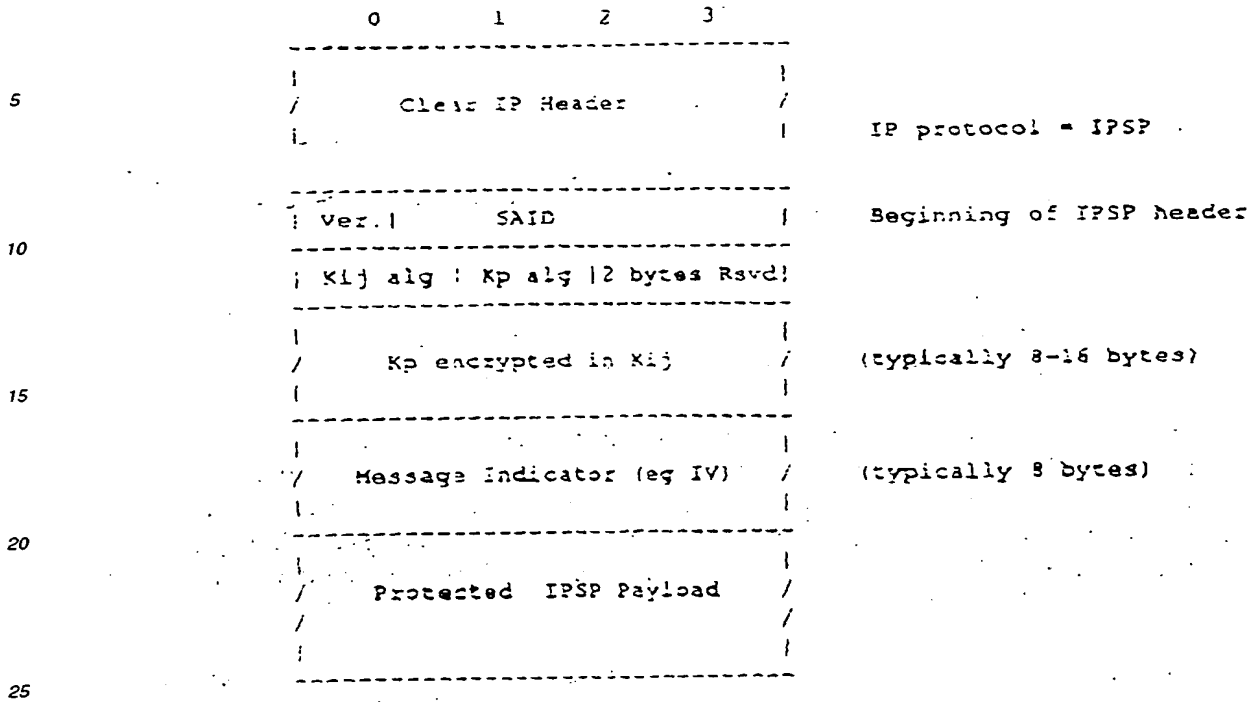 0 1 2 3
5
Clear IP Header
IP protocol = IPSP
Ver.| SAID
Beginning of IPSP header
10
Kij alg | Kp alg |2 bytes Rsvd|
Kp encrypted in Kij
(typically 8-16 bytes)
15
Message Indicator (eg IV)
(typically 8 bytes)
20
Protected IPSP Payload
25